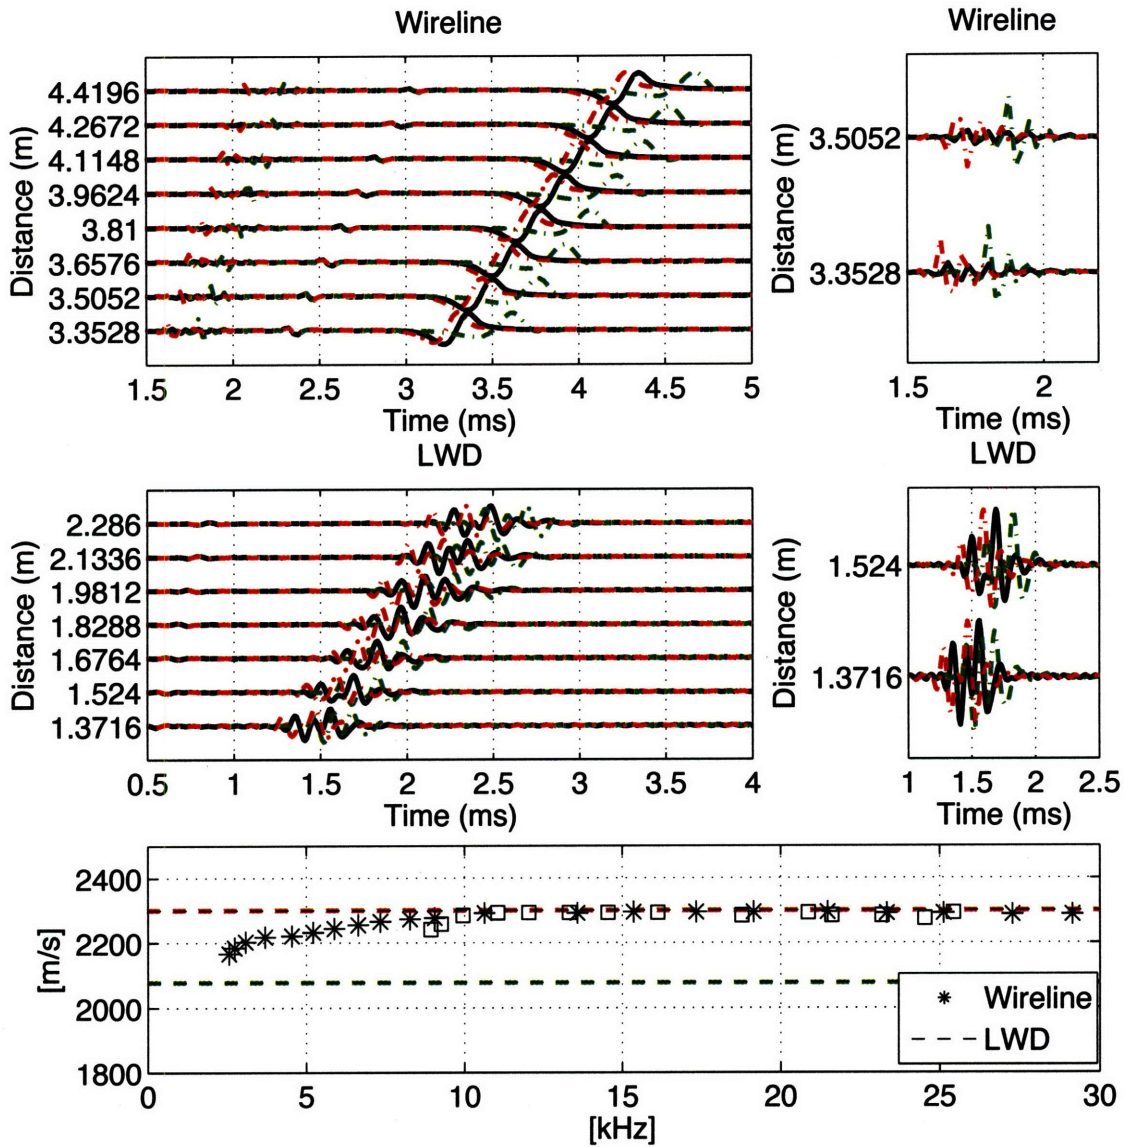 Wireline
Wireline
Distance (m)
4.4196
4.2672
4.1148
3.9624
3.81
3.6576
3.5052
3.3528
1.5 2 2.5 3 3.5 4 4.5 5
Time (ms)
Distance (m)
3.5052
3.3528
1.5 2
Time (ms)
LWD
LWD
Distance (m)
2.286
2.1336
1.9812
1.8288
1.6764
1.524
1.3716
0.5 1 1.5 2 2.5 3 3.5 4
Time (ms)
Distance (m)
1.524
1.3716
1 1.5 2 2.5
Time (ms)
[m/s]
2400
2200
2000
1800
0 5 10 15 20 25 30
[kHz]
Wireline
LWD